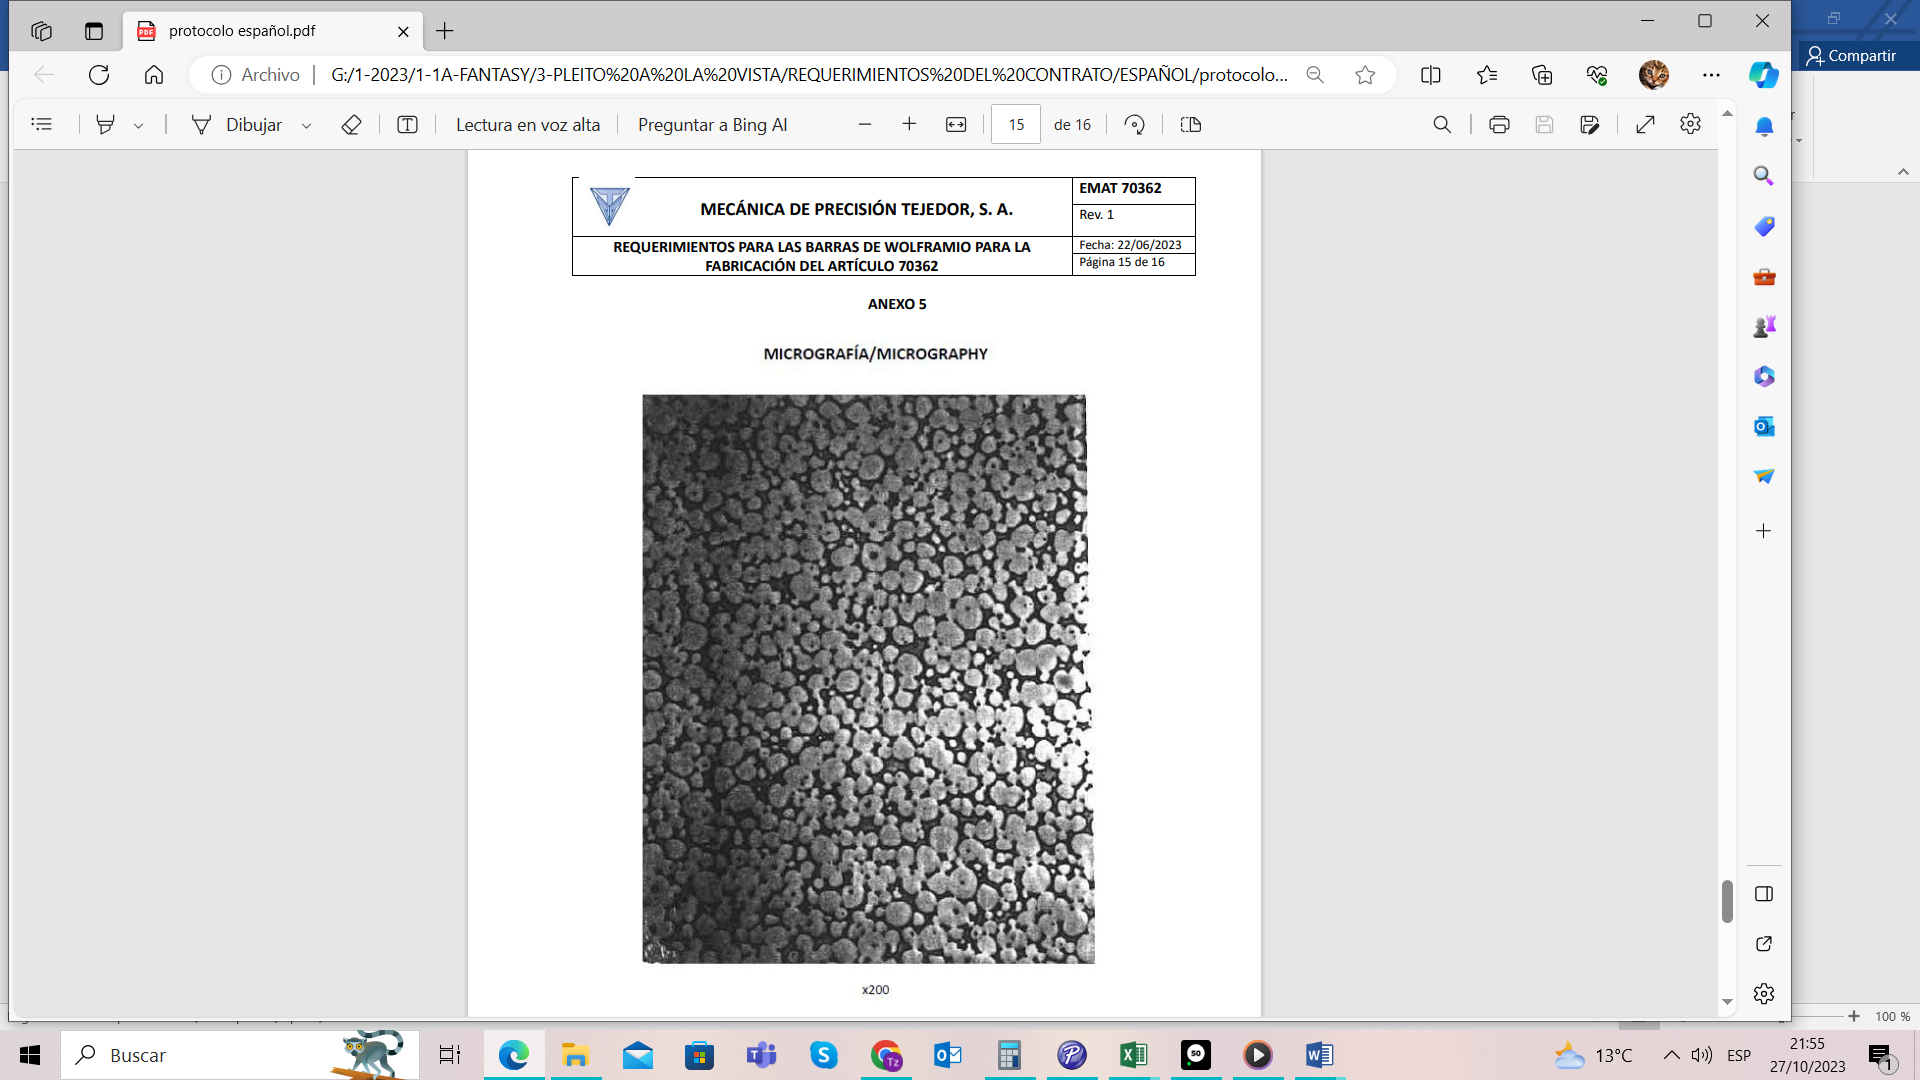 protocolo español.pdf
Compartir
Archivo
G:/1-2023/1-1A-FANTASY/3-PLEITO%20A%20LA%20VISTA/REQUERIMIENTOS%20DEL%20CONTRATO/ESPAÑOL/protocolo...
Dibujar
Lectura en voz alta
Preguntar a Bing AI
15
de 16
MECÁNICA DE PRECISIÓN TEJEDOR, S. A.
EMAT 70362
Rev. 1
REQUERIMIENTOS PARA LAS BARRAS DE WOLFRAMIO PARA LA
FABRICACIÓN DEL ARTÍCULO 70362
Fecha: 22/06/2023
Página 15 de 16
ANEXO 5
MICROGRAFÍA/MICROGRAPHY
x200
100 %
Buscar
13°C
ESP
21:55
27/10/2023
1